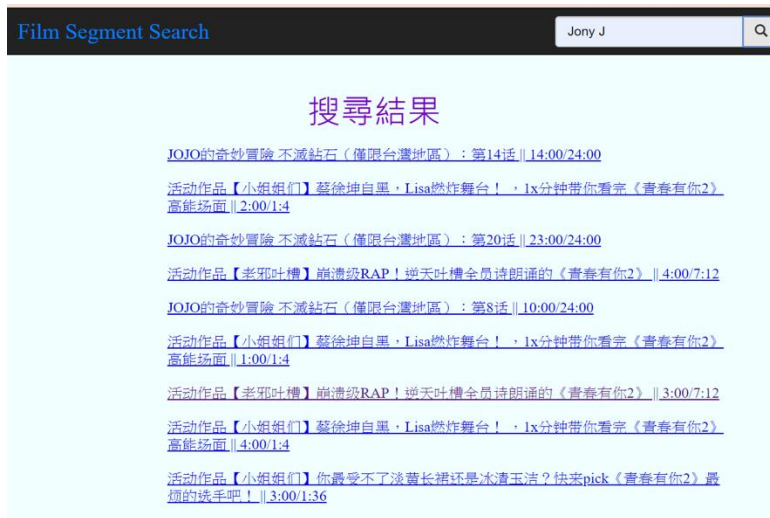 Film Segment Search
Jony J
搜尋結果
JOJO的奇妙冒險 不滅鉆石（僅限台灣地區）：第14话 || 14:00/24:00
活动作品【小姐姐们】蔡徐坤自黑，Lisa燃炸舞台！ ，1x分钟带你看完《青春有你2》
高能场面 || 2:00/1:4
JOJO的奇妙冒險 不滅鉆石（僅限台灣地區）：第20话 || 23:00/24:00
活动作品【老邪吐槽】崩溃级RAP！逆天吐槽全员诗朗诵的《青春有你2》 || 4:00/7:12
JOJO的奇妙冒險 不滅鉆石（僅限台灣地區）：第8话 || 10:00/24:00
活动作品【小姐姐们】蔡徐坤自黑，Lisa燃炸舞台！ ，1x分钟带你看完《青春有你2》
高能场面 || 1:00/1:4
活动作品【老邪吐槽】崩溃级RAP！逆天吐槽全员诗朗诵的《青春有你2》 || 3:00/7:12
活动作品【小姐姐们】蔡徐坤自黑，Lisa燃炸舞台！ ，1x分钟带你看完《青春有你2》
高能场面 || 4:00/1:4
活动作品【小姐姐们】你最受不了淡黄长裙还是冰清玉洁？快来pick《青春有你2》最
烦的选手吧！ || 3:00/1:36